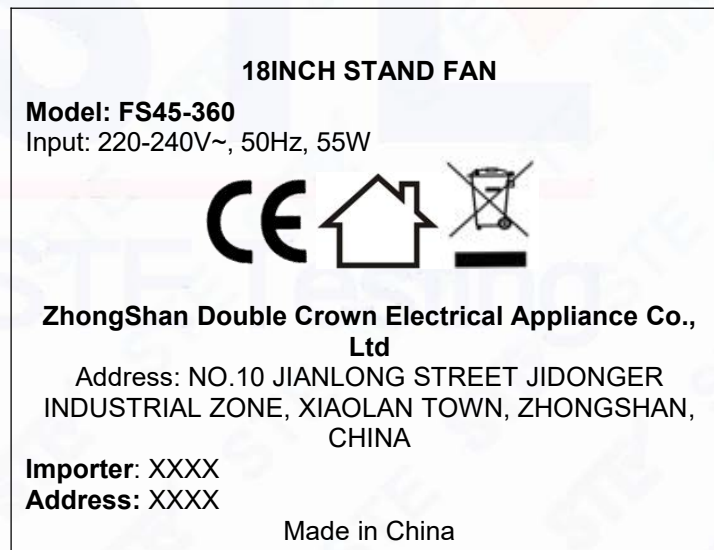 18INCH STAND FAN
Model: FS45-360
Input: 220-240V~, 50Hz, 55W
CE
ZhongShan Double Crown Electrical Appliance Co.,
Ltd
Address: NO.10 JIANLONG STREET JIDONGER
INDUSTRIAL ZONE, XIAOLAN TOWN, ZHONGSHAN,
CHINA
Importer: XXXX
Address: XXXX
Made in China
STE Testing